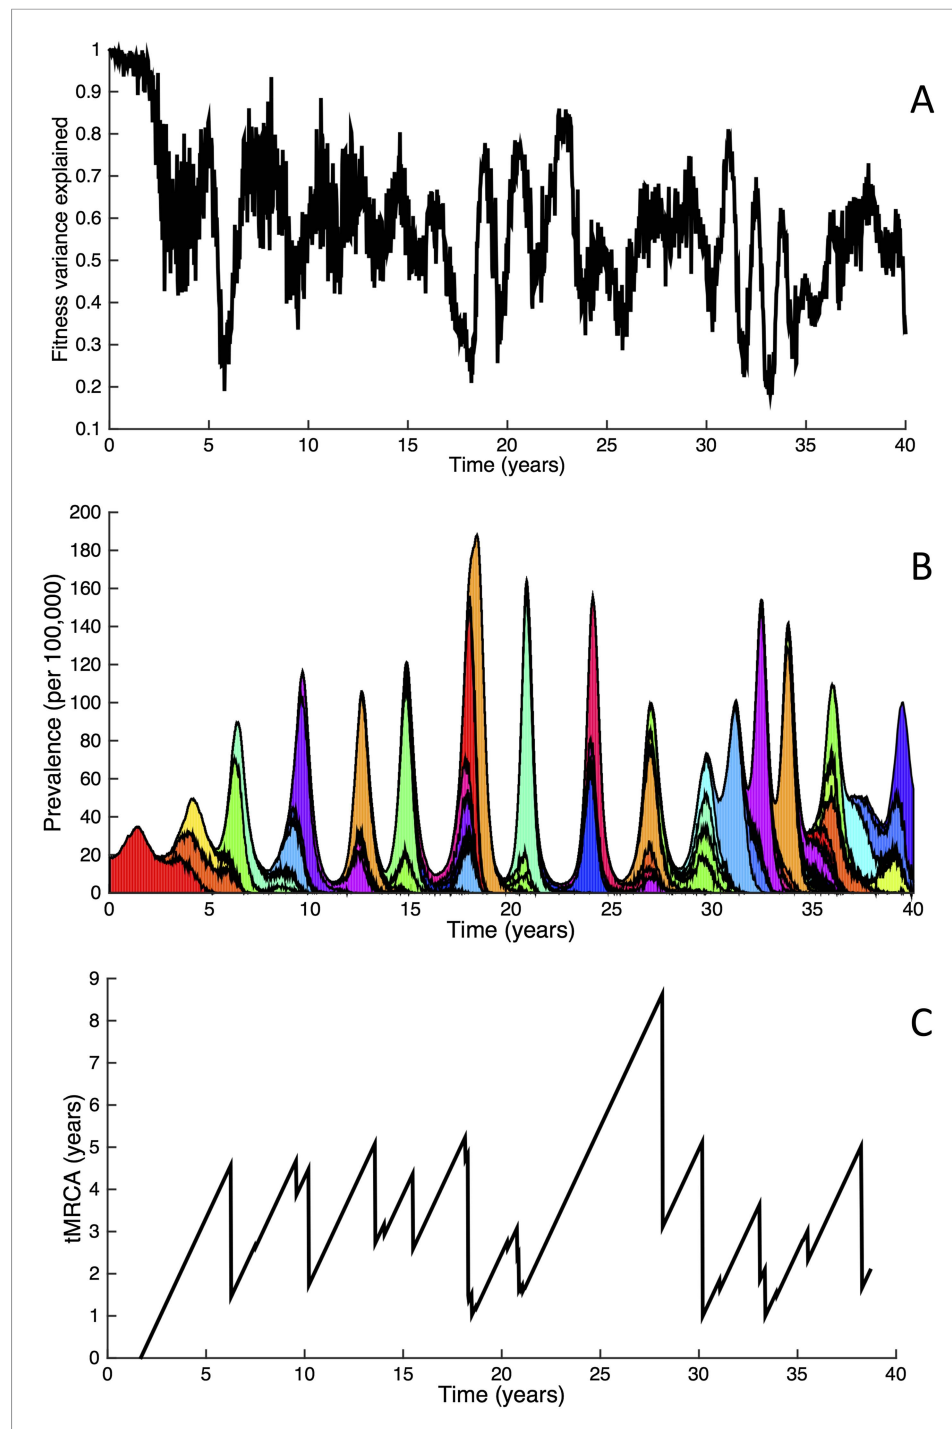 A
Fitness variance explained
1
0.9
0.8
0.7
0.6
0.5
0.4
0.3
0.2
0.1
0 5 10 15 20 25 30 35 40
Time (years)
B
Prevalence (per 100,000)
200
180
160
140
120
100
80
60
40
20
0
0 5 10 15 20 25 30 35 40
Time (years)
C
tMRCA (years)
9
8
7
6
5
4
3
2
1
0
0 5 10 15 20 25 30 35 40
Time (years)